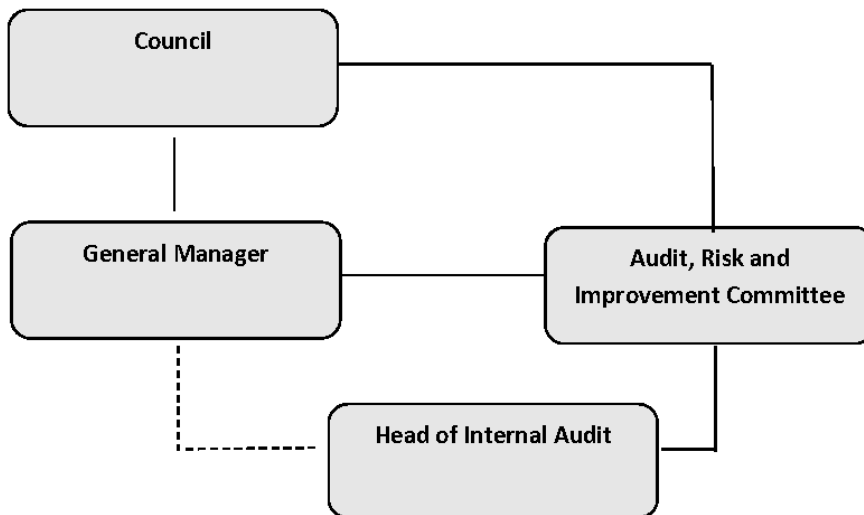 Council
General Manager
Audit, Risk and
Improvement Committee
Head of Internal Audit